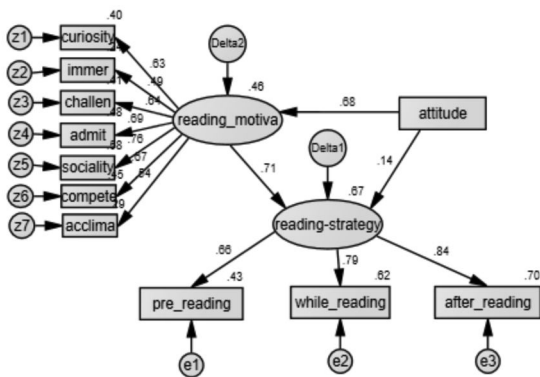 .40
z1 curiosity
Delta2
z2 immer
.63
.49
.46
z3 challen
.64
.68
z4 admit
.69
reading_motiva
attitude
.76
z5 sociality
.67
Delta1
z6 compete
.71
.14
z7 acclima
.67
reading-strategy
.66
.79
.84
.43
.62
.70
pre_reading
while_reading
after_reading
e1
e2
e3